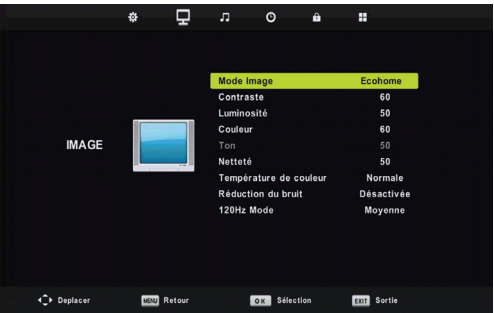 Mode Image Ecohome
Contraste 60
Luminosité 50
Couleur 60
IMAGE
Ton 50
Netteté 50
Température de couleur Normale
Réduction du bruit Désactivée
120Hz Mode Moyenne
Deplacer MENU Retour OK Sélection EXIT Sortie